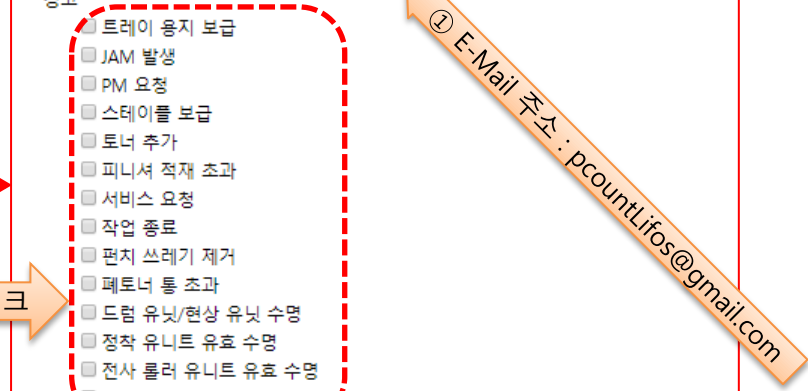 경고
트레이 용지 보급
JAM 발생
PM 요청
스테이플 보급
토너 추가
피니셔 적재 초과
서비스 요청
작업 종료
펀치 쓰레기 제거
폐토너 통 초과
드럼 유닛/현상 유닛 수명
정착 유니트 유효 수명
전사 롤러 유니트 유효 수명
크
① E-Mail 주소 : pcountLifos@gmail.com